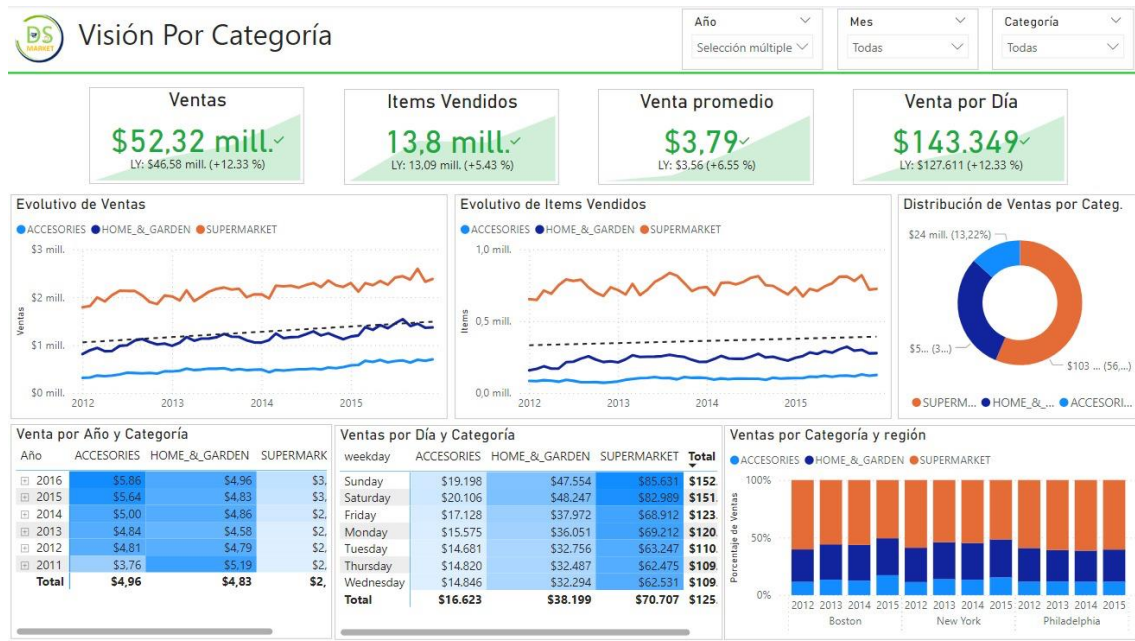 DS
MARKET
Visión Por Categoría
Año
Selección múltiple
Mes
Todas
Categoría
Todas
Ventas
$52,32 mill.
LY: $46,58 mill. (+12.33 %)
Items Vendidos
13,8 mill.
LY: 13,09 mill. (+5.43 %)
Venta promedio
$3,79
LY: $3,56 (+6.55 %)
Venta por Día
$143.349
LY: $127.611 (+12.33 %)
Evolutivo de Ventas
ACCESORIES HOME_&_GARDEN SUPERMARKET
$3 mill.
$2 mill.
$1 mill.
$0 mill.
Ventas
2012 2013 2014 2015
Evolutivo de Items Vendidos
ACCESORIES HOME_&_GARDEN SUPERMARKET
1,0 mill.
0,5 mill.
0,0 mill.
Items
2012 2013 2014 2015
Distribución de Ventas por Categ.
$24 mill. (13,22%)
$5... (3...)
$103 ... (56,...)
SUPERM... HOME_&_... ACCESORI...
Venta por Año y Categoría
Año ACCESORIES HOME_&_GARDEN SUPERMARK
2016 $5,86 $4,96 $3,
2015 $5,64 $4,83 $3,
2014 $5,00 $4,86 $2,
2013 $4,84 $4,58 $2,
2012 $4,81 $4,79 $2,
2011 $3,76 $5,19 $2,
Total $4,96 $4,83 $2,
Ventas por Día y Categoría
weekday ACCESORIES HOME_&_GARDEN SUPERMARKET Total
Sunday $19.198 $47.554 $85.631 $152.
Saturday $20.106 $48.247 $82.989 $151.
Friday $17.128 $37.972 $68.912 $123.
Monday $15.575 $36.051 $69.212 $120.
Tuesday $14.681 $32.756 $63.247 $110.
Thursday $14.820 $32.487 $62.475 $109.
Wednesday $14.846 $32.294 $62.531 $109.
Total $16.623 $38.199 $70.707 $125.
Ventas por Categoría y región
ACCESORIES HOME_&_GARDEN SUPERMARKET
100%
50%
0%
Porcentaje de Ventas
2012 2013 2014 2015 2012 2013 2014 2015 2012 2013 2014 2015
Boston New York Philadelphia